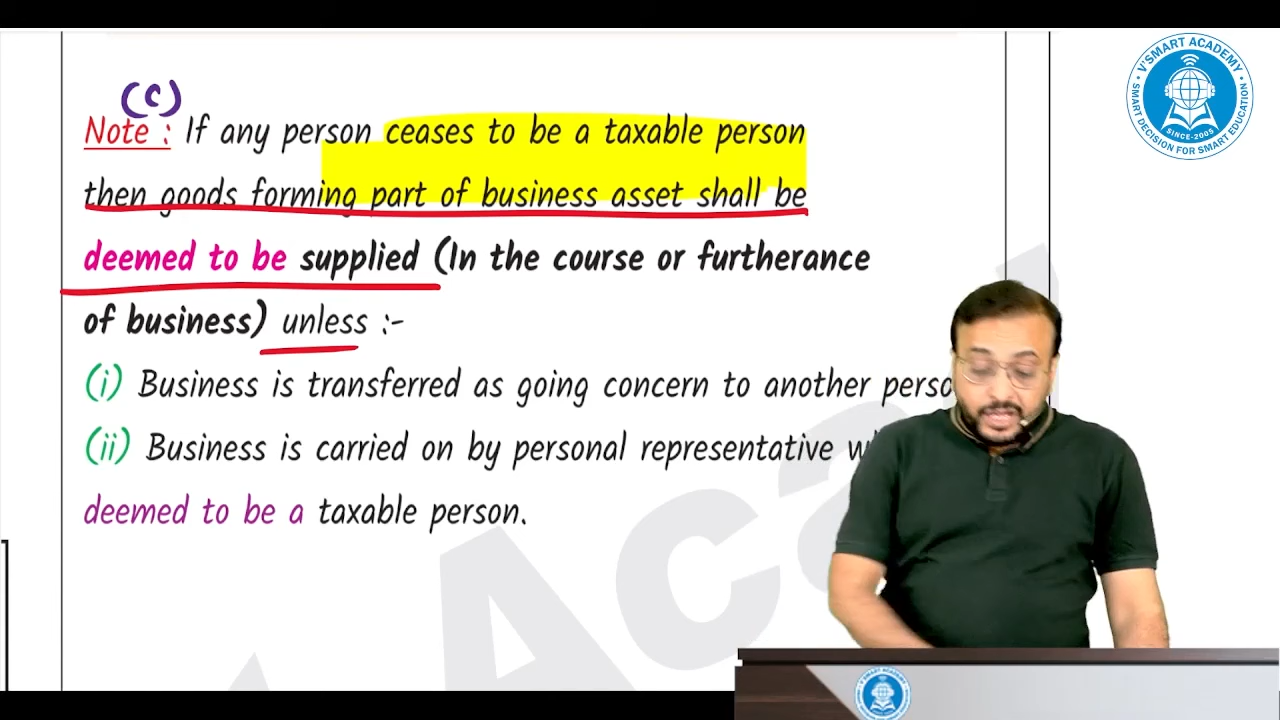 (c)
Note : If any person ceases to be a taxable person
then goods forming part of business asset shall be
deemed to be supplied (In the course or furtherance
of business) unless :-
(i) Business is transferred as going concern to another
(ii) Business is carried on by personal representative
deemed to be a taxable person.
V'SMART ACADEMY
SINCE-2005
SMART DECISION FOR SMART EDUCATION